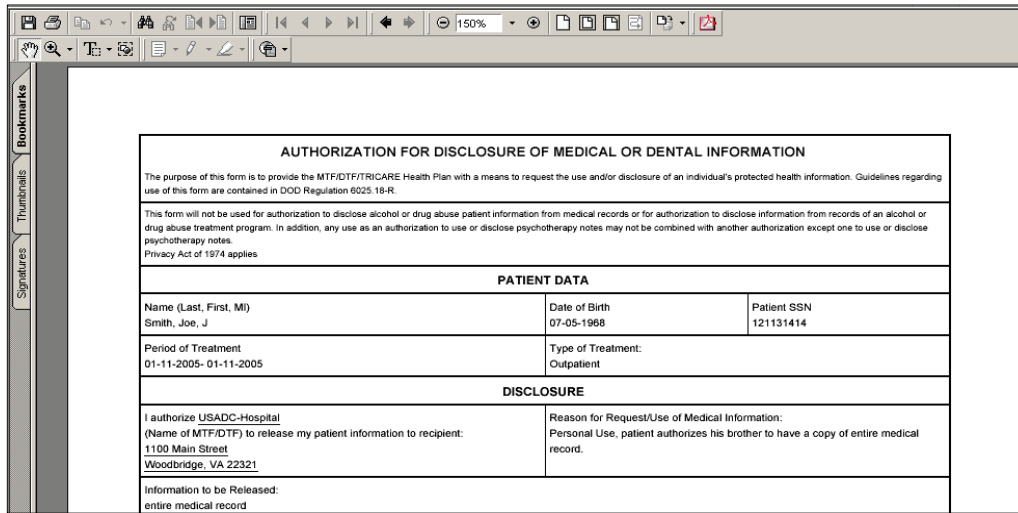 150%
Bookmarks
Thumbnails
Signatures
AUTHORIZATION FOR DISCLOSURE OF MEDICAL OR DENTAL INFORMATION
The purpose of this form is to provide the MTF/DTF/TRICARE Health Plan with a means to request the use and/or disclosure of an individual's protected health information. Guidelines regarding
use of this form are contained in DOD Regulation 6025.18-R.
This form will not be used for authorization to disclose alcohol or drug abuse patient information from medical records or for authorization to disclose information from records of an alcohol or
drug abuse treatment program. In addition, any use as an authorization to use or disclose psychotherapy notes may not be combined with another authorization except one to use or disclose
psychotherapy notes.
Privacy Act of 1974 applies
PATIENT DATA
Name (Last, First, MI)
Smith, Joe, J
Date of Birth
07-05-1968
Patient SSN
121131414
Period of Treatment
01-11-2005- 01-11-2005
Type of Treatment:
Outpatient
DISCLOSURE
I authorize USADC-Hospital
(Name of MTF/DTF) to release my patient information to recipient:
1100 Main Street
Woodbridge, VA 22321
Reason for Request/Use of Medical Information:
Personal Use, patient authorizes his brother to have a copy of entire medical
record.
Information to be Released:
entire medical record